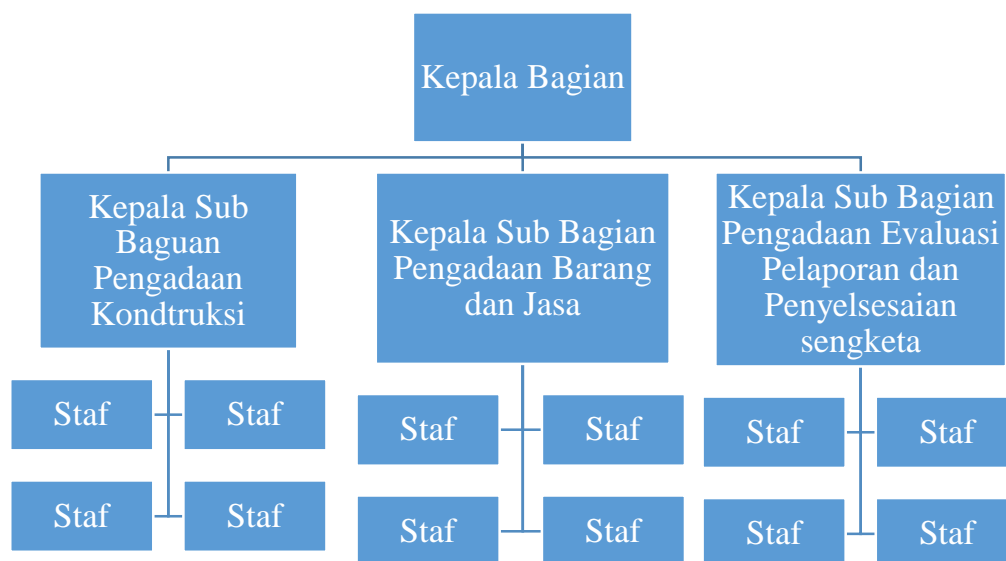 Kepala Bagian
Kepala Sub
Baguan
Pengadaan
Kondtruksi
Kepala Sub Bagian
Pengadaan Barang
dan Jasa
Kepala Sub Bagian
Pengadaan Evaluasi
Pelaporan dan
Penyelsesaian
sengketa
Staf
Staf
Staf
Staf
Staf
Staf
Staf
Staf
Staf
Staf
Staf
Staf